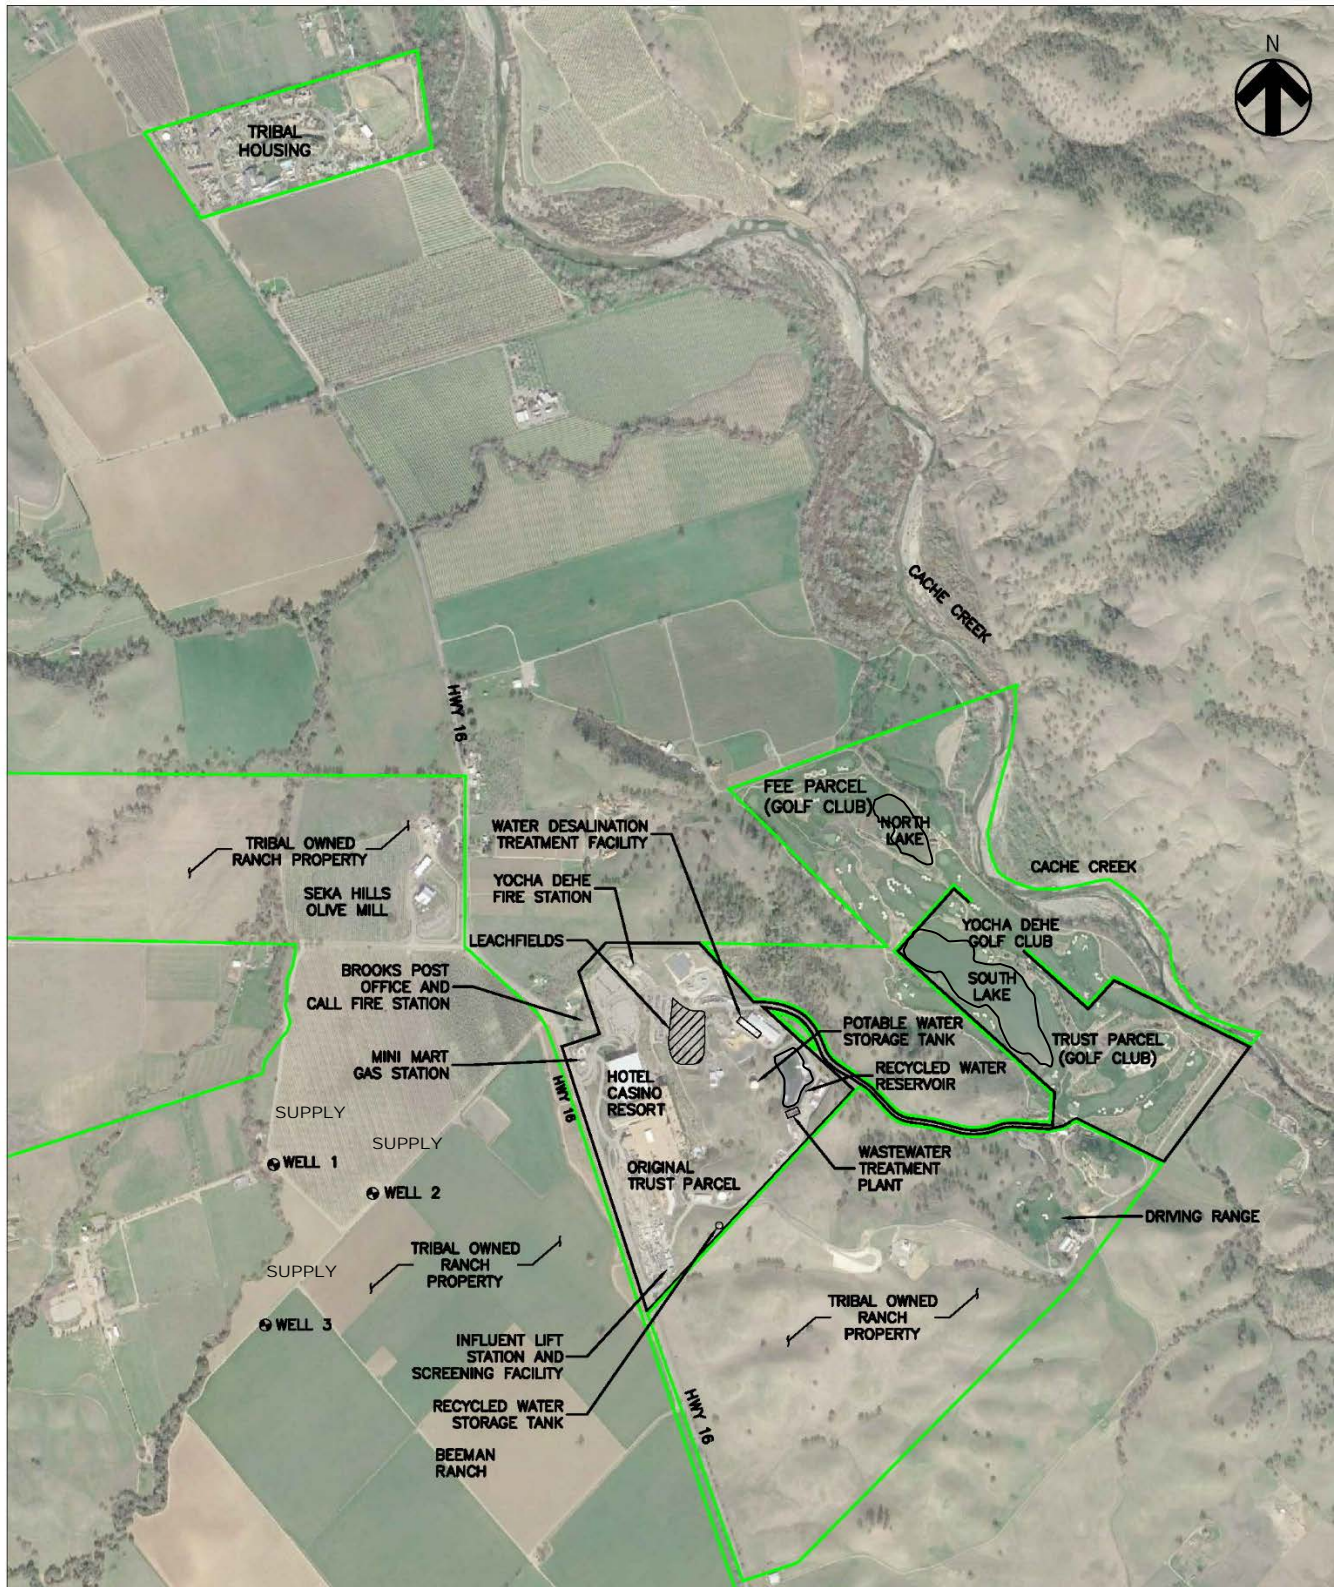 N
TRIBAL
HOUSING
CACHE CREEK
HWY 16
FEE PARCEL
(GOLF CLUB)
NORTH
LAKE
WATER DESALINATION
TREATMENT FACILITY
TRIBAL OWNED
RANCH PROPERTY
CACHE CREEK
YOCHA DEHE
FIRE STATION
SEKA HILLS
OLIVE MILL
YOCHA DEHE
GOLF CLUB
LEACHFIELDS
BROOKS POST
OFFICE AND
CALL FIRE STATION
SOUTH
LAKE
POTABLE WATER
STORAGE TANK
TRUST PARCEL
(GOLF CLUB)
MINI MART
GAS STATION
RECYCLED WATER
RESERVOIR
HOTEL
CASINO
RESORT
HWY 16
SUPPLY
WELL 1
SUPPLY
WELL 2
ORIGINAL
TRUST PARCEL
WASTEWATER
TREATMENT
PLANT
DRIVING RANGE
TRIBAL OWNED
RANCH
PROPERTY
SUPPLY
WELL 3
TRIBAL OWNED
RANCH
PROPERTY
INFLUENT LIFT
STATION AND
SCREENING FACILITY
RECYCLED WATER
STORAGE TANK
HWY 16
BEEMAN
RANCH